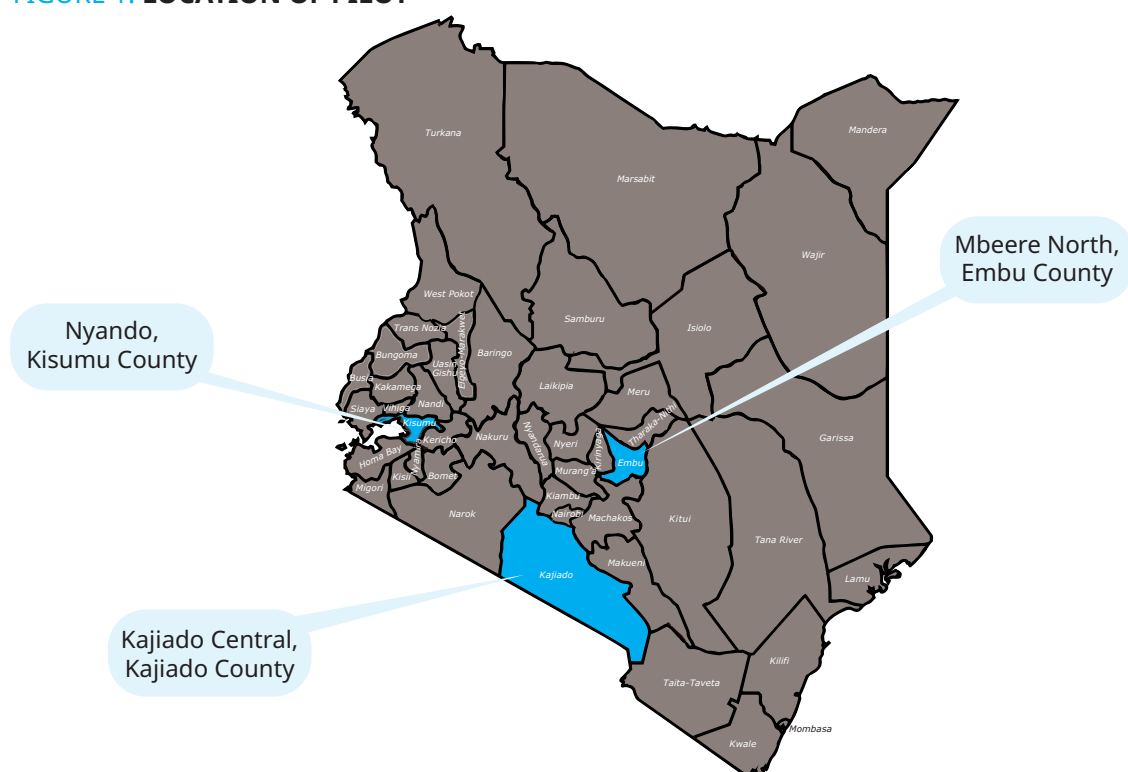 FIGURE LOCATION OF PILOT
Turkana
Mandera
Marsabit
Wajir
Mbeere North,
Embu County
West Pokot
Samburu
Isiolo
Nyando,
Kisumu County
Trans Nozia
Elgeyo-Marakwet
Baringo
Bungoma
Uasin
Gishu
Busia
Kakamega
Laikipia
Meru
Siaya
Vihiga
Nandi
Tharaka-Nithi
Garissa
Kisumu
Kericho
Nakuru
Nyandarua
Nyeri
Kirinyaga
Homa Bay
Nyamira
Embu
Murang'a
Kisii
Bomet
Migori
Kiambu
Narok
Nairobi
Machakos
Kitui
Tana River
Makueni
Kajiado
Lamu
Kajiado Central,
Kajiado County
Kilifi
Taita-Taveta
Mombasa
Kwale